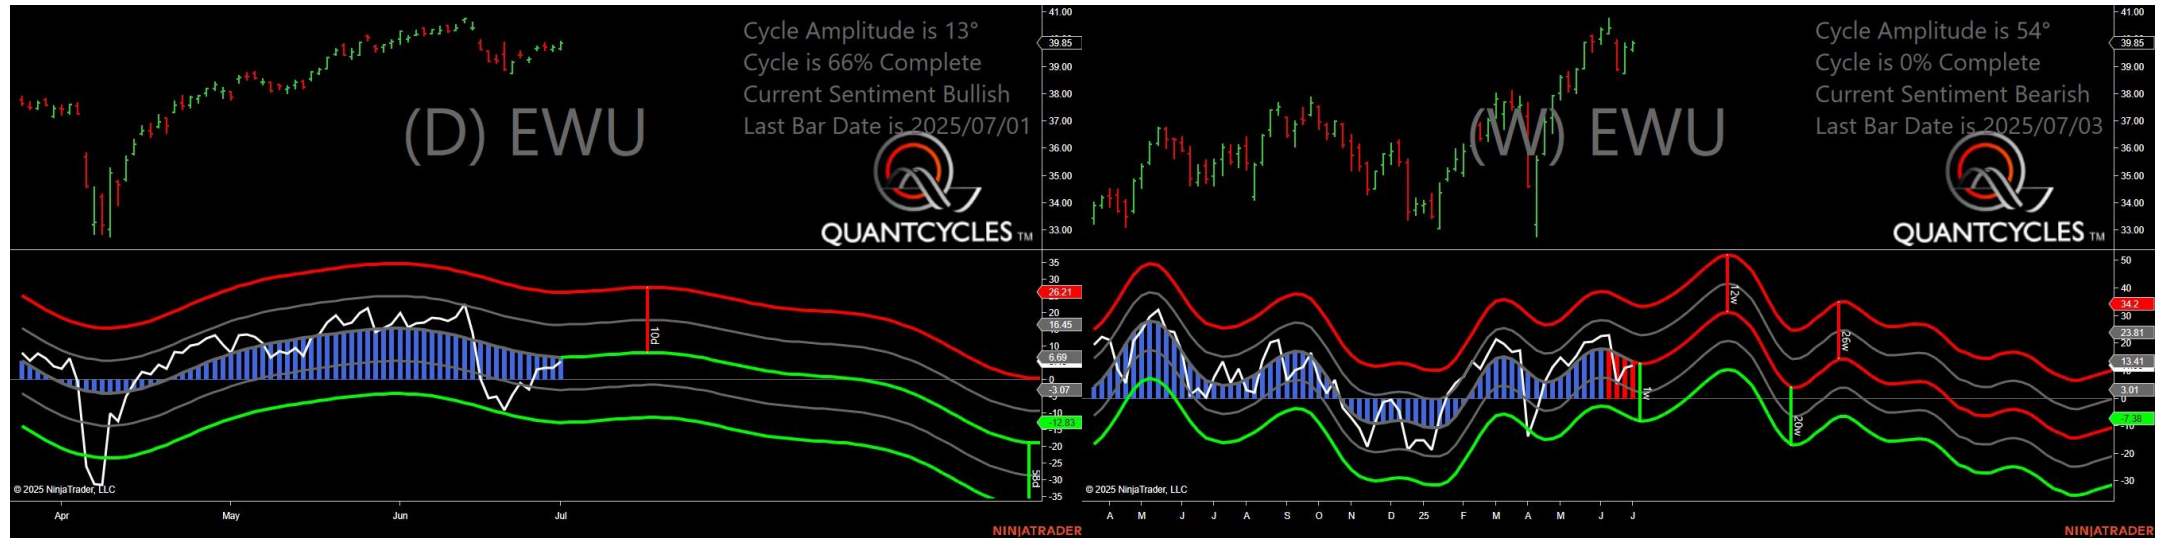 Cycle Amplitude is 13°
Cycle is 66% Complete
Current Sentiment Bullish
Last Bar Date is 2025/07/01
(D) EWU
QUANTCYCLES TM
41.00
39.85
39.00
38.00
37.00
36.00
35.00
34.00
33.00
35
30
26.21
20
16.45
10
6.69
0
-3.07
-10
-12.83
-20
-25
-30
-35
10d
58d
© 2025 NinjaTrader, LLC
Apr May Jun Jul
NINJATRADER
Cycle Amplitude is 54°
Cycle is 0% Complete
Current Sentiment Bearish
Last Bar Date is 2025/07/03
(W) EWU
QUANTCYCLES TM
41.00
39.85
39.00
38.00
37.00
36.00
35.00
34.00
33.00
50
40
34.2
30
23.81
20
13.41
3.01
0
-7.38
-10
-20
-30
1w
12w
20w
26w
© 2025 NinjaTrader, LLC
A M J J A S O N D 25 F M A M J J
NINJATRADER